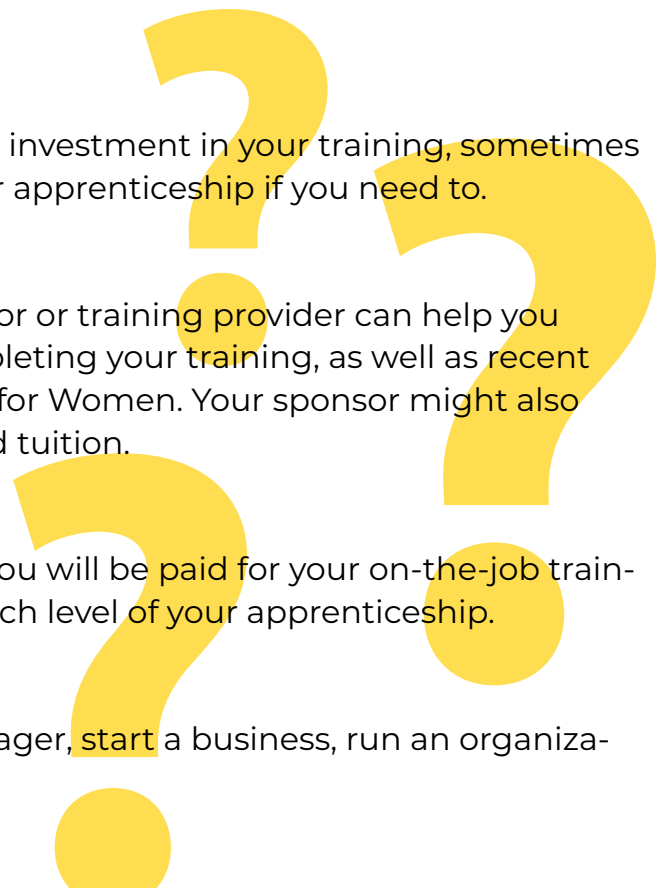 investment in your training, sometimes
r apprenticeship if you need to.
or or training provider can help you
leting your training, as well as recent
for Women. Your sponsor might also
d tuition.
ou will be paid for your on-the-job train-
ch level of your apprenticeship.
ager, start a business, run an organiza-
? ? ?